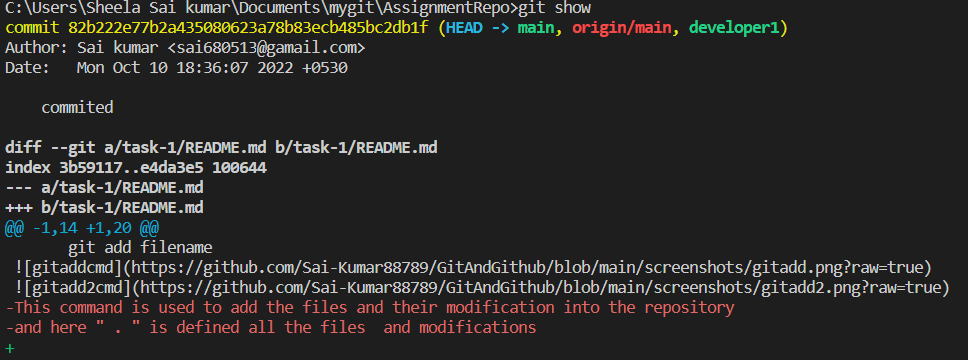 C:\Users\Sheela Sai kumar\Documents\mygit\AssignmentRepo>git show
commit 82b222e77b2a435080623a78b83ecb485bc2db1f (HEAD -> main, origin/main, developer1)
Author: Sai kumar <sai680513@gamail.com>
Date:   Mon Oct 10 18:36:07 2022 +0530
    commited
diff --git a/task-1/README.md b/task-1/README.md
index 3b59117..e4da3e5 100644
--- a/task-1/README.md
+++ b/task-1/README.md
@@ -1,14 +1,20 @@
       git add filename
 ![gitaddcmd](https://github.com/Sai-Kumar88789/GitAndGithub/blob/main/screenshots/gitadd.png?raw=true)
 ![gitadd2cmd](https://github.com/Sai-Kumar88789/GitAndGithub/blob/main/screenshots/gitadd2.png?raw=true)
-This command is used to add the files and their modification into the repository
-and here " . " is defined all the files  and modifications
+